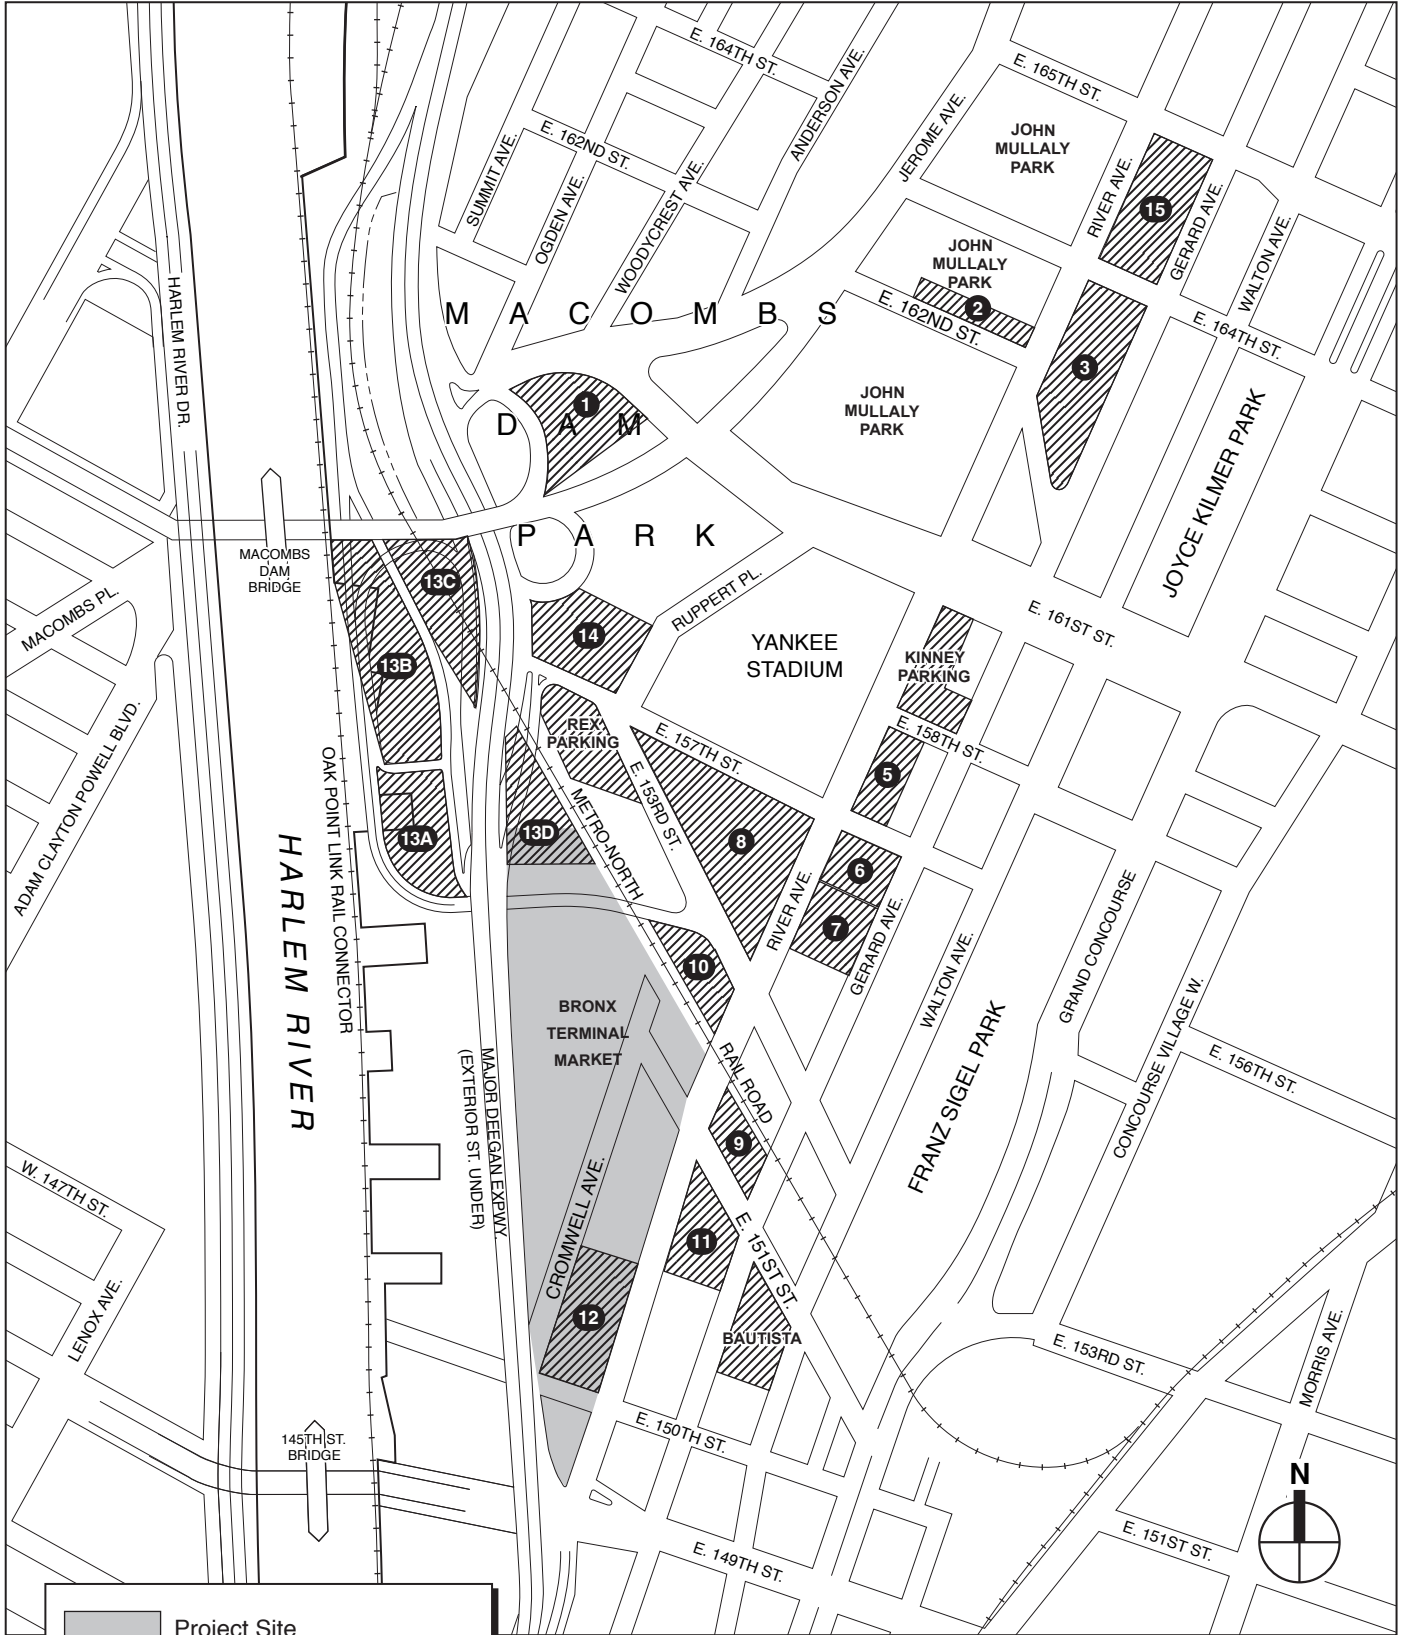 E. 164TH ST.
E. 165TH ST.
ANDERSON AVE.
JEROME AVE.
E. 162ND ST.
SUMMIT AVE.
OGDEN AVE.
WOODYCREST AVE.
JOHN
MULLALY
PARK
RIVER AVE.
15
GERARD AVE.
WALTON AVE.
JOHN
MULLALY
PARK
2
E. 162ND ST.
HARLEM RIVER DR.
M A C O M B S
E. 164TH ST.
3
1
D A M
JOHN
MULLALY
PARK
JOYCE KILMER PARK
P A R K
MACOMBS
DAM
BRIDGE
13C
MACOMBS PL.
RUPPERT PL.
E. 161ST ST.
14
YANKEE
STADIUM
KINNEY
PARKING
13B
ADAM CLAYTON POWELL BLVD.
REX
PARKING
E. 157TH ST.
E. 158TH ST.
5
OAK POINT LINK RAIL CONNECTOR
E. 153RD ST.
METRO-NORTH
13A
13D
8
6
7
RIVER AVE.
GERARD AVE.
HARLEM RIVER
WALTON AVE.
GRAND CONCOURSE
10
BRONX
TERMINAL
MARKET
CONCOURSE VILLAGE W.
FRANZ SIGEL PARK
E. 156TH ST.
MAJOR DEEGAN EXPWY.
(EXTERIOR ST. UNDER)
RAIL ROAD
9
W. 147TH ST.
CROMWELL AVE.
11
E. 151ST ST.
LENOX AVE.
12
BAUTISTA
E. 153RD ST.
MORRIS AVE.
145TH ST.
BRIDGE
E. 150TH ST.
N
E. 149TH ST.
E. 151ST ST.
Project Site